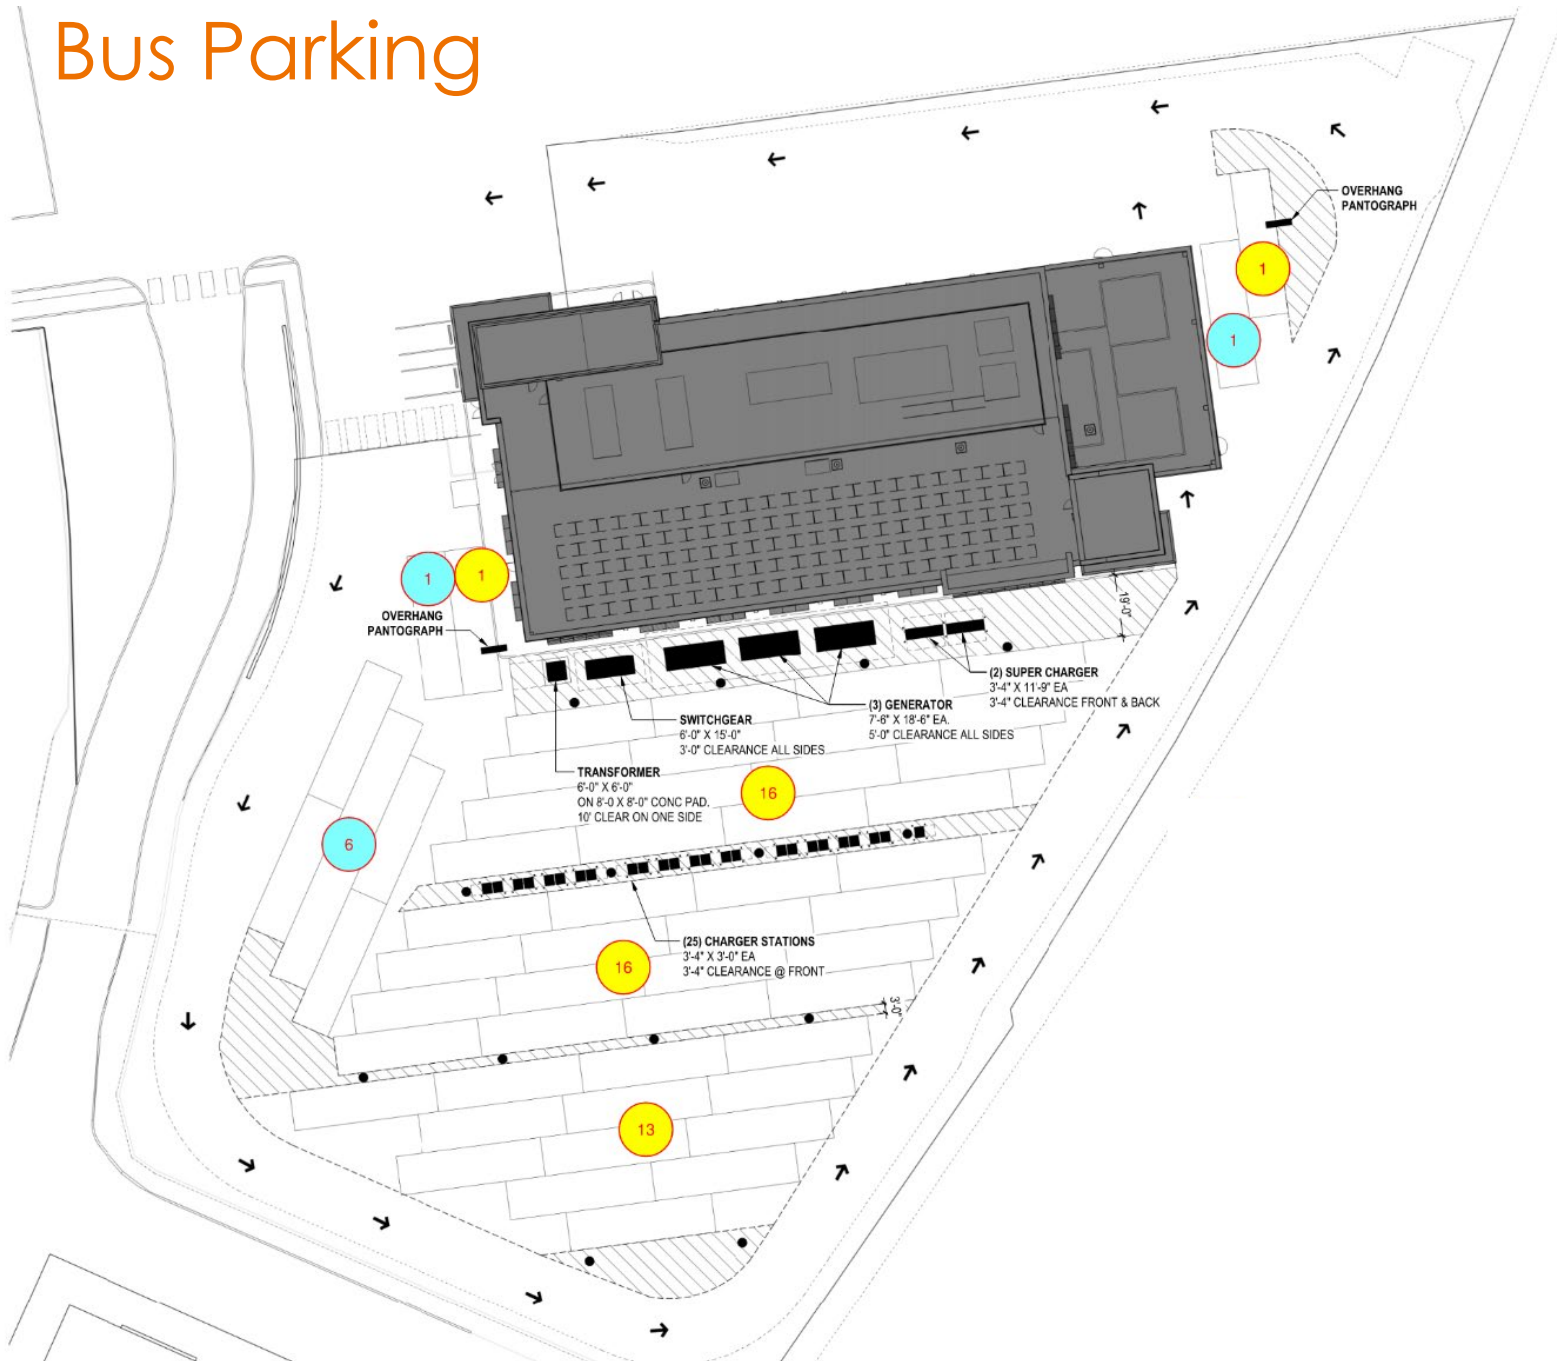 Bus Parking
OVERHANG
PANTOGRAPH
1
1
1
1
OVERHANG
PANTOGRAPH
19'-0"
(2) SUPER CHARGER
3'-4" X 11'-9" EA
3'-4" CLEARANCE FRONT & BACK
(3) GENERATOR
7'-6" X 18'-6" EA.
5'-0" CLEARANCE ALL SIDES
SWITCHGEAR
6'-0" X 15'-0"
3'-0" CLEARANCE ALL SIDES
TRANSFORMER
6'-0" X 6'-0"
ON 8'-0 X 8'-0" CONC PAD.
10' CLEAR ON ONE SIDE
16
6
(25) CHARGER STATIONS
3'-4" X 3'-0" EA
3'-4" CLEARANCE @ FRONT
16
3'-0"
13